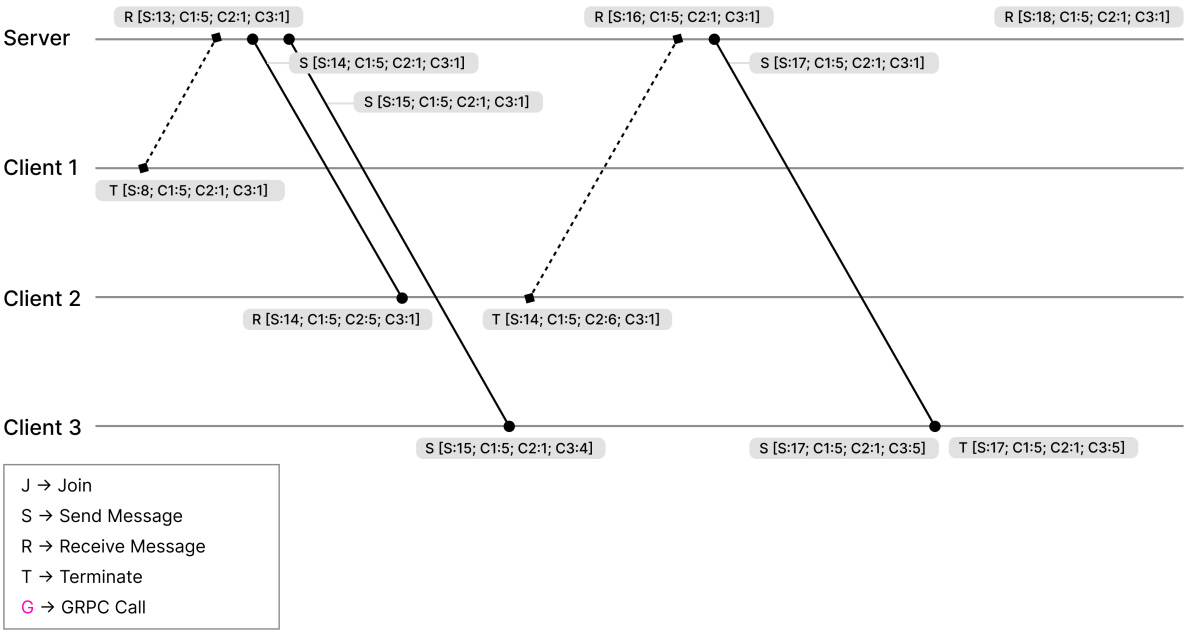 R [S:13; C1:5; C2:1; C3:1]
R [S:16; C1:5; C2:1; C3:1]
R [S:18; C1:5; C2:1; C3:1]
Server
S [S:14; C1:5; C2:1; C3:1]
S [S:17; C1:5; C2:1; C3:1]
S [S:15; C1:5; C2:1; C3:1]
Client 1
T [S:8; C1:5; C2:1; C3:1]
Client 2
R [S:14; C1:5; C2:5; C3:1]
T [S:14; C1:5; C2:6; C3:1]
Client 3
S [S:15; C1:5; C2:1; C3:4]
S [S:17; C1:5; C2:1; C3:5]
T [S:17; C1:5; C2:1; C3:5]
J → Join
S → Send Message
R → Receive Message
T → Terminate
G → GRPC Call